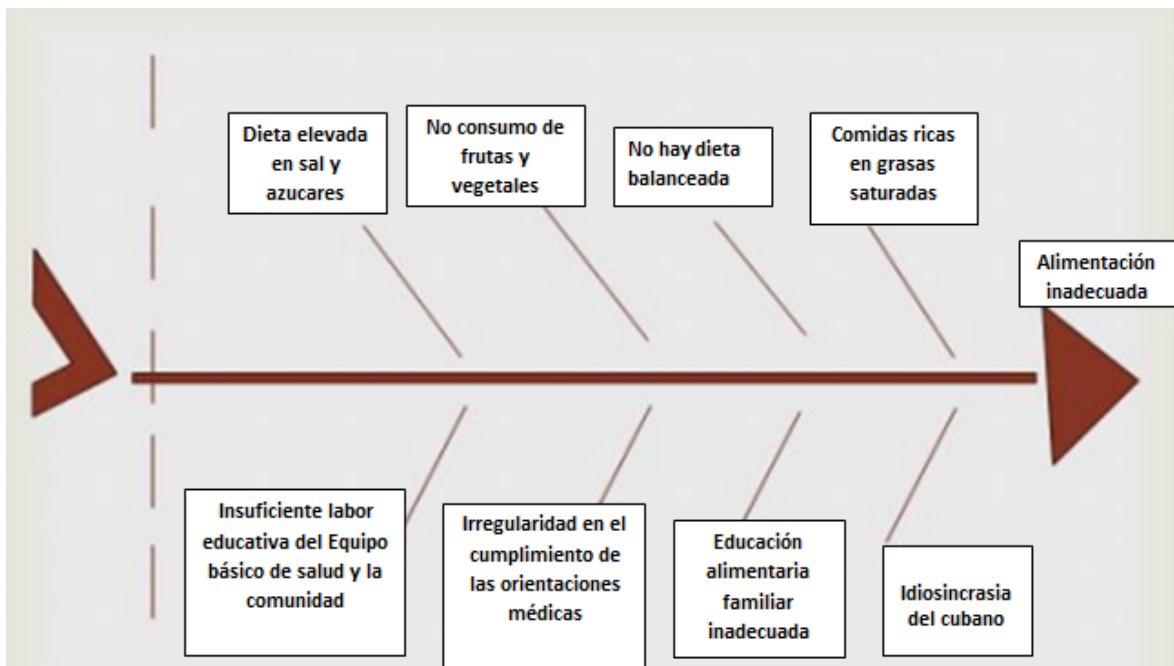 Dieta elevada
en sal y
azucares
No consumo de
frutas y
vegetales
No hay dieta
balanceada
Comidas ricas
en grasas
saturadas
Alimentación
inadecuada
Insuficiente labor
educativa del Equipo
básico de salud y la
comunidad
Irregularidad en el
cumplimiento de
las orientaciones
médicas
Educación
alimentaria
familiar
inadecuada
Idiosincrasia
del cubano